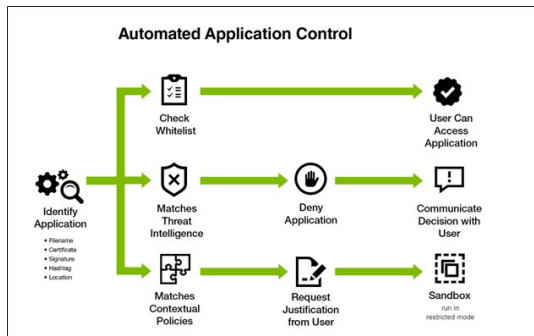 Automated Application Control
Check
Whitelist
User Can
Access
Application
Identify
Application
• Filename
• Certificate
• Signature
• Hashtag
• Location
Matches
Threat
Intelligence
Deny
Application
Communicate
Decision with
User
Matches
Contextual
Policies
Request
Justification
from User
Sandbox
run in
restricted mode